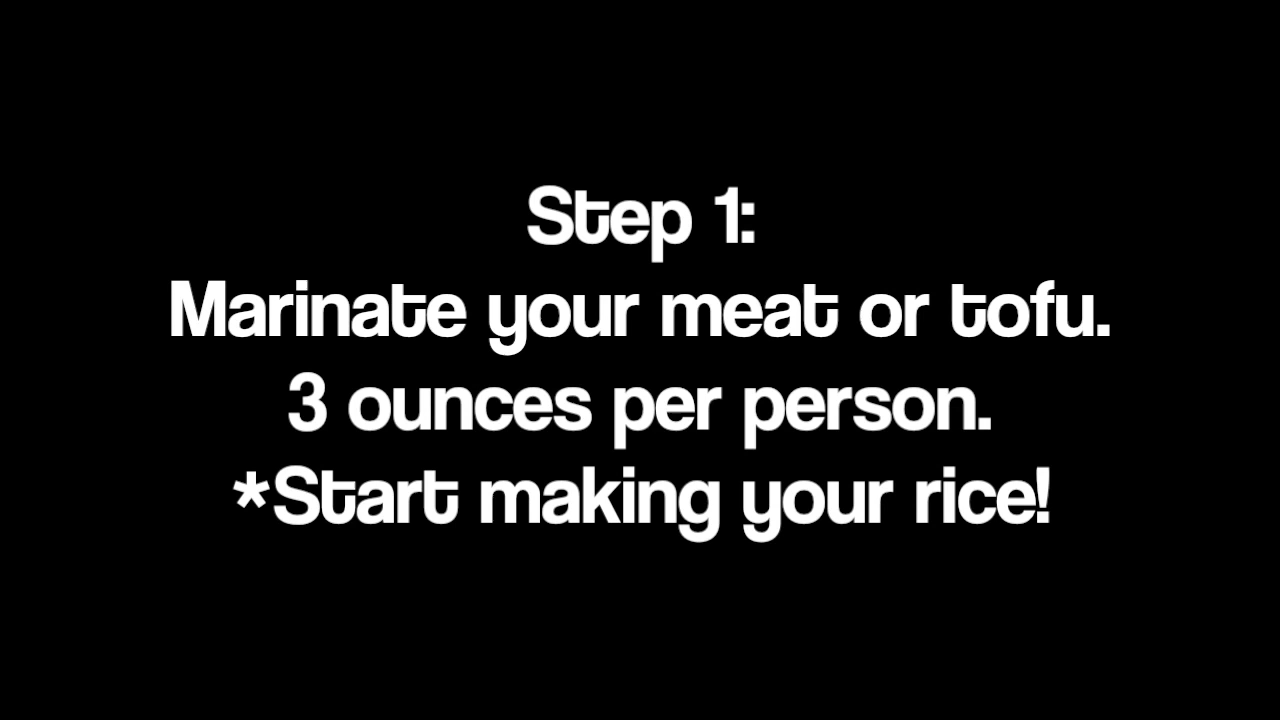 Step 1:
Marinate your meat or tofu.
3 ounces per person.
*Start making your rice!